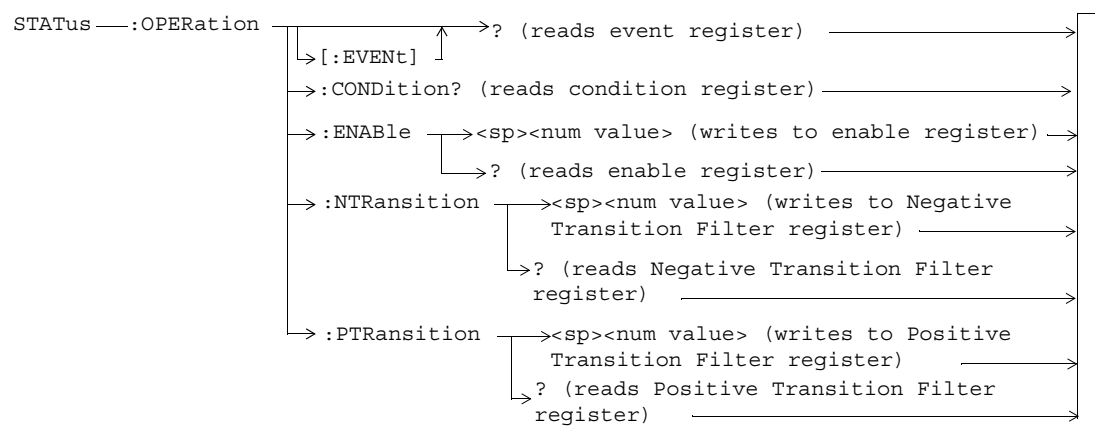 STATus :OPERation ? (reads event register)
[:EVENt]
:CONDition? (reads condition register)
:ENABle <sp><num value> (writes to enable register)
? (reads enable register)
:NTRansition <sp><num value> (writes to Negative
Transition Filter register)
? (reads Negative Transition Filter
register)
:PTRansition <sp><num value> (writes to Positive
Transition Filter register)
? (reads Positive Transition Filter
register)